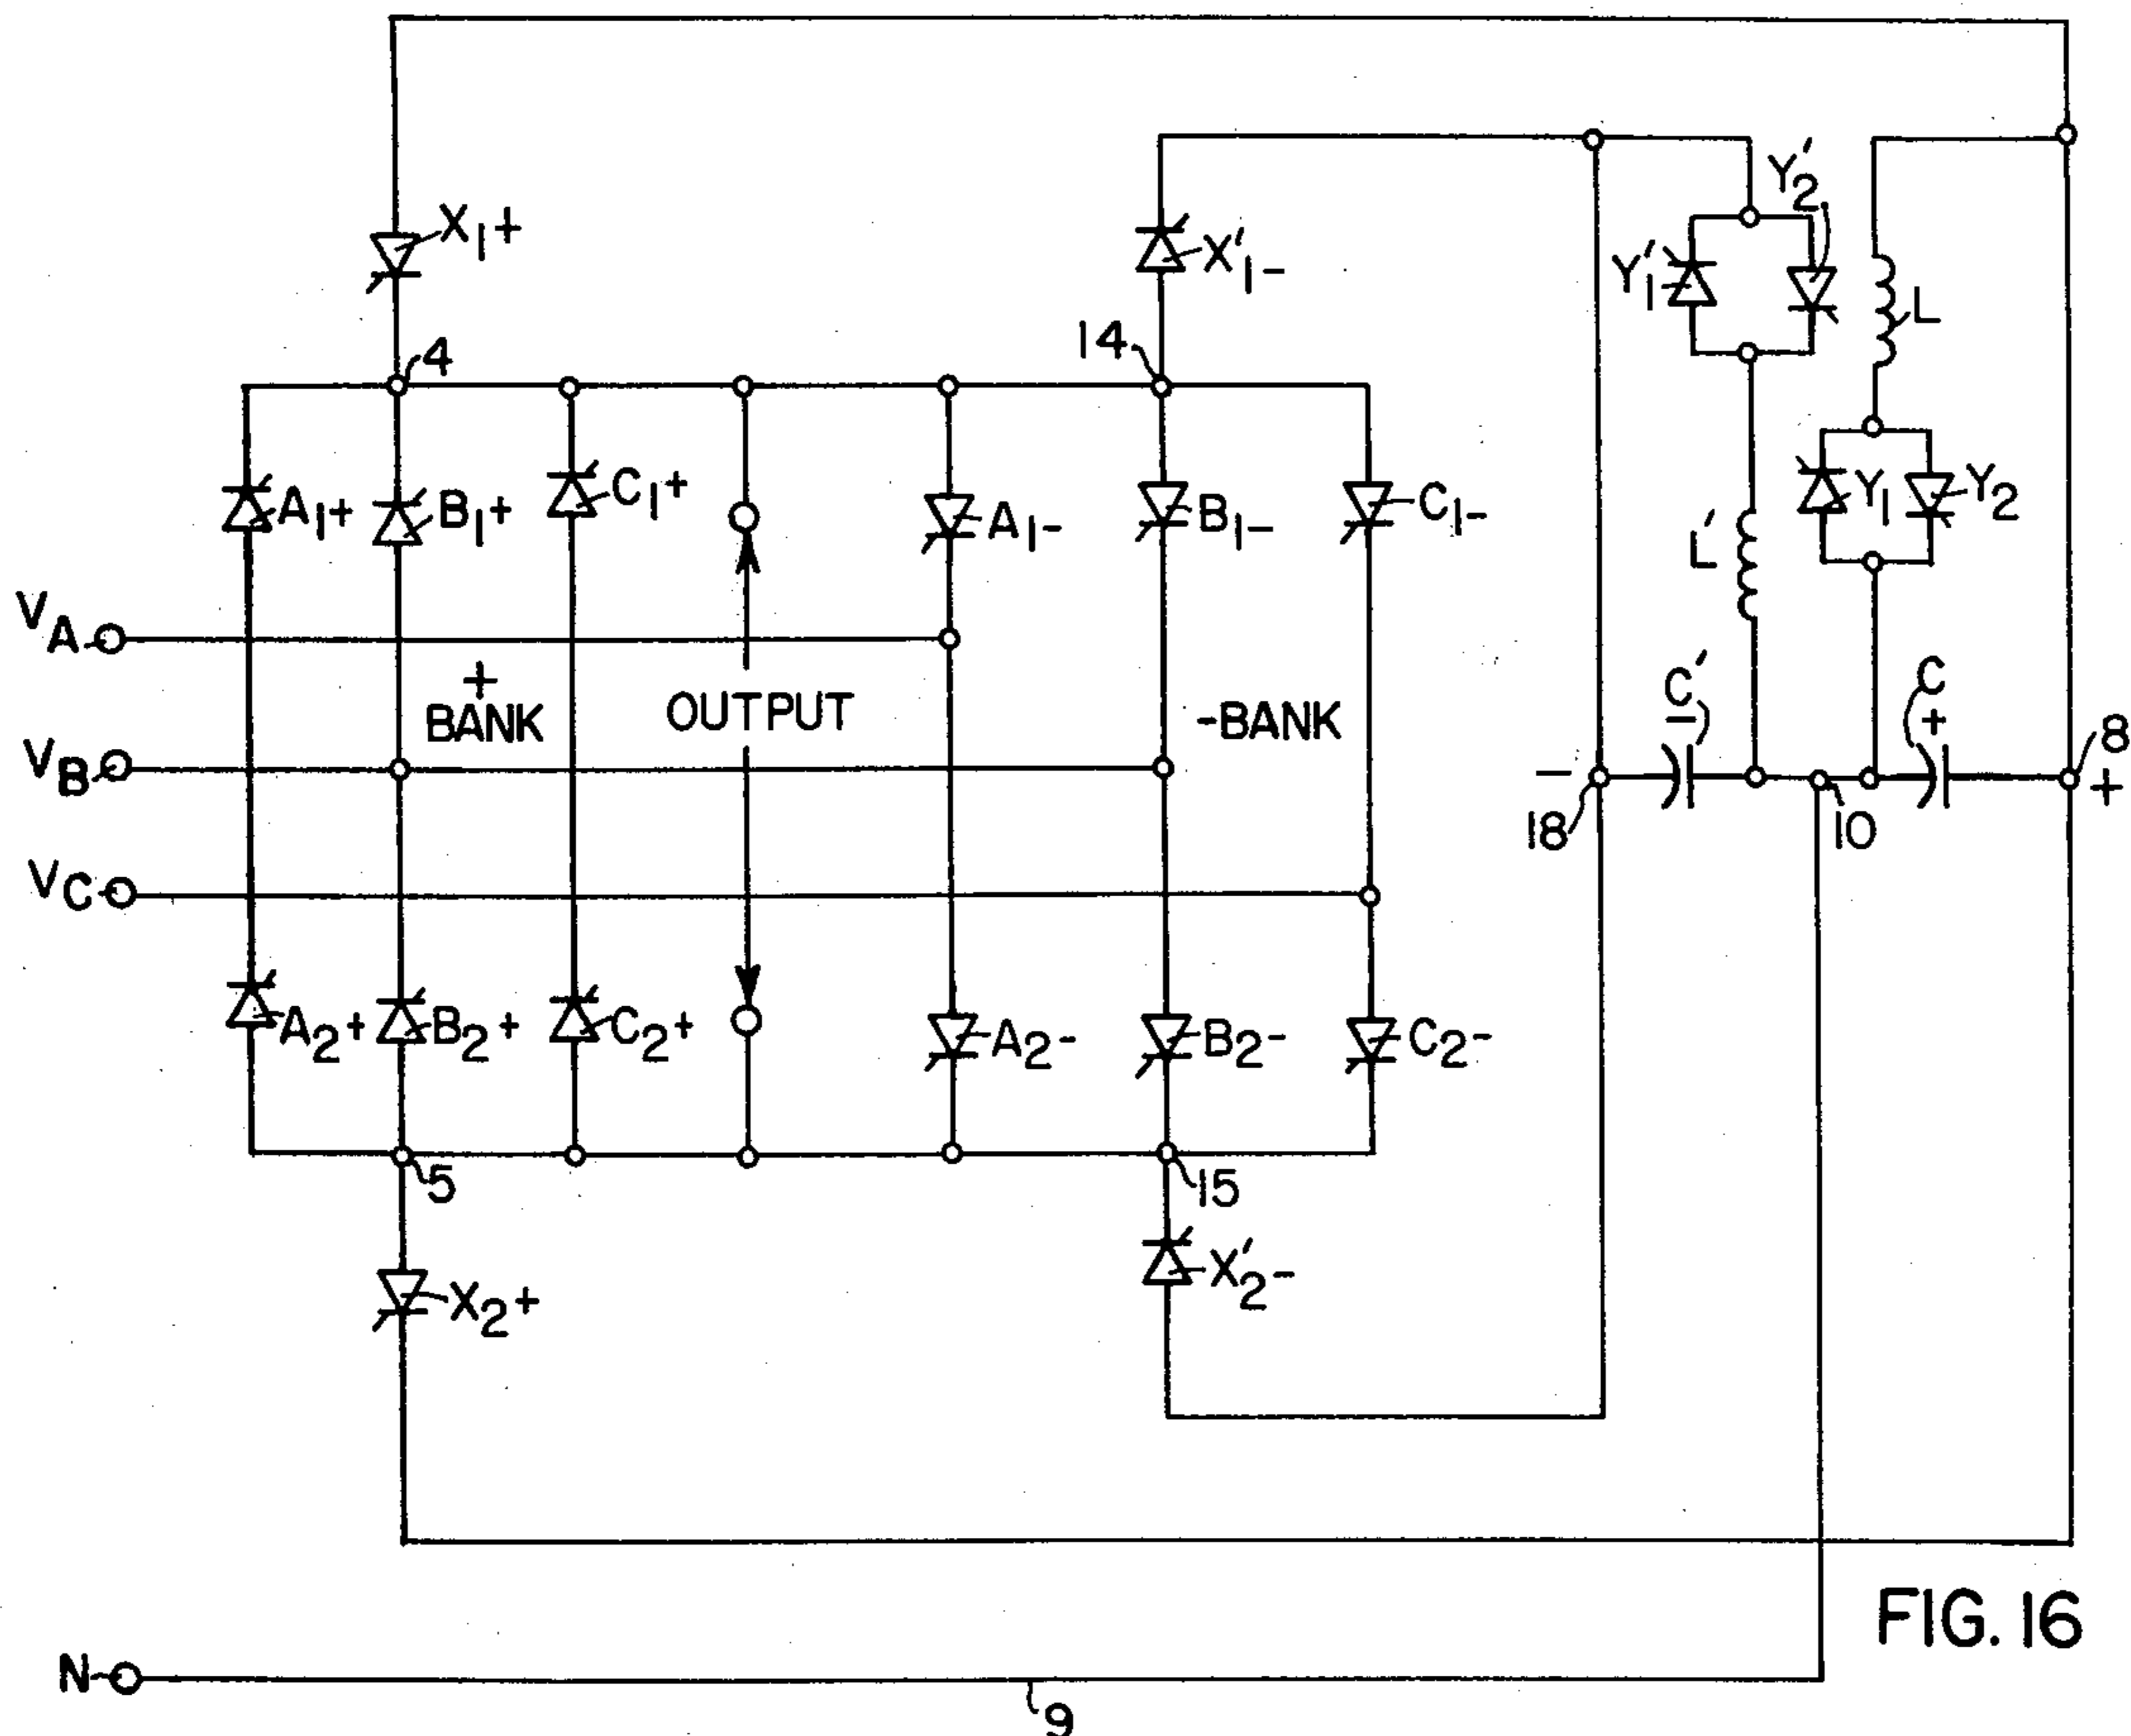 X1+
X'1-
Y'2
Y'1
L
4
14
A1+
B1+
C1+
A1-
B1-
C1-
Y1
Y2
L'
VA
+
BANK
OUTPUT
-BANK
C'
-
C
+
VB
-
8
+
18
10
VC
A2+
B2+
C2+
A2-
B2-
C2-
5
15
X2+
X'2-
FIG. 16
N
9